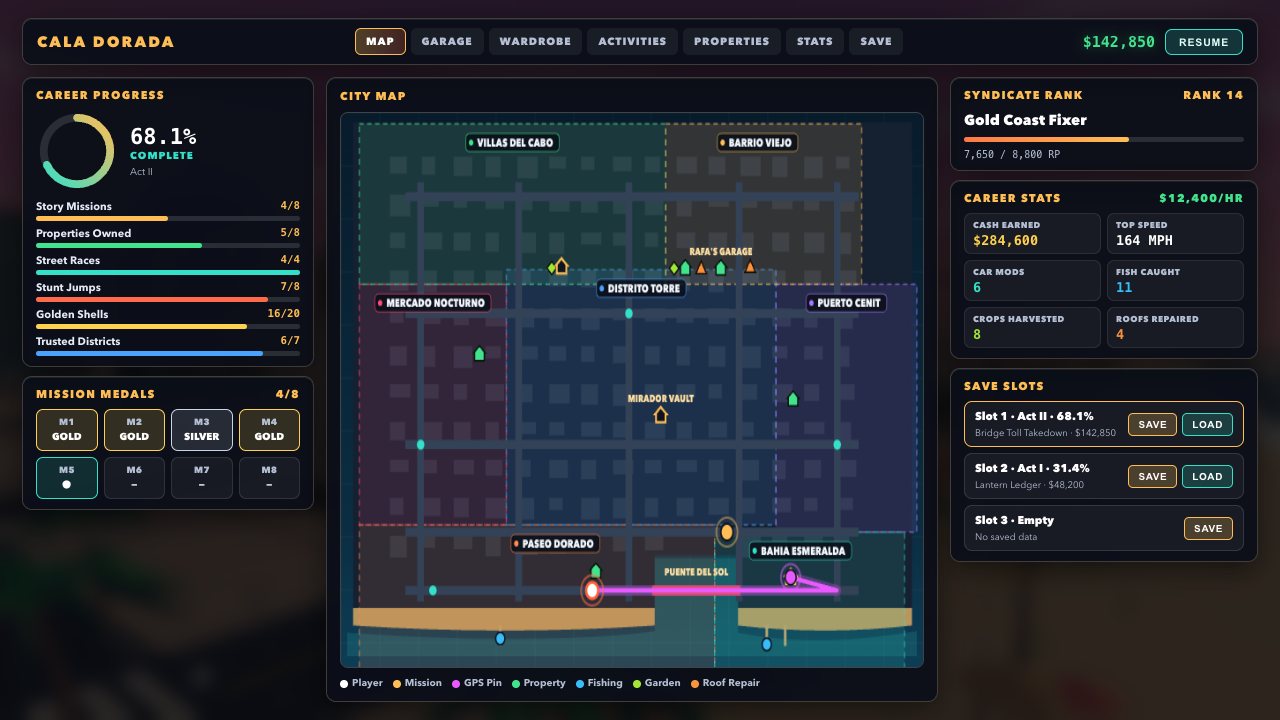 CALA DORADA
MAP
GARAGE
WARDROBE
ACTIVITIES
PROPERTIES
STATS
SAVE
$142,850
RESUME
CAREER PROGRESS
68.1%
COMPLETE
Act II
Story Missions 4/8
Properties Owned 5/8
Street Races 4/4
Stunt Jumps 7/8
Golden Shells 16/20
Trusted Districts 6/7
MISSION MEDALS 4/8
M1 M2 M3 M4
GOLD GOLD SILVER GOLD
M5 M6 M7 M8
● – – –
CITY MAP
VILLAS DEL CABO
BARRIO VIEJO
RAFA'S GARAGE
DISTRITO TORRE
MERCADO NOCTURNO
PUERTO CENIT
MIRADOR VAULT
PASEO DORADO
BAHIA ESMERALDA
PUENTE DEL SOL
Player
Mission
GPS Pin
Property
Fishing
Garden
Roof Repair
SYNDICATE RANK RANK 14
Gold Coast Fixer
7,650 / 8,800 RP
CAREER STATS $12,400/HR
CASH EARNED
$284,600
TOP SPEED
164 MPH
CAR MODS
6
FISH CAUGHT
11
CROPS HARVESTED
8
ROOFS REPAIRED
4
SAVE SLOTS
Slot 1 · Act II · 68.1%
Bridge Toll Takedown · $142,850
SAVE
LOAD
Slot 2 · Act I · 31.4%
Lantern Ledger · $48,200
SAVE
LOAD
Slot 3 · Empty
No saved data
SAVE